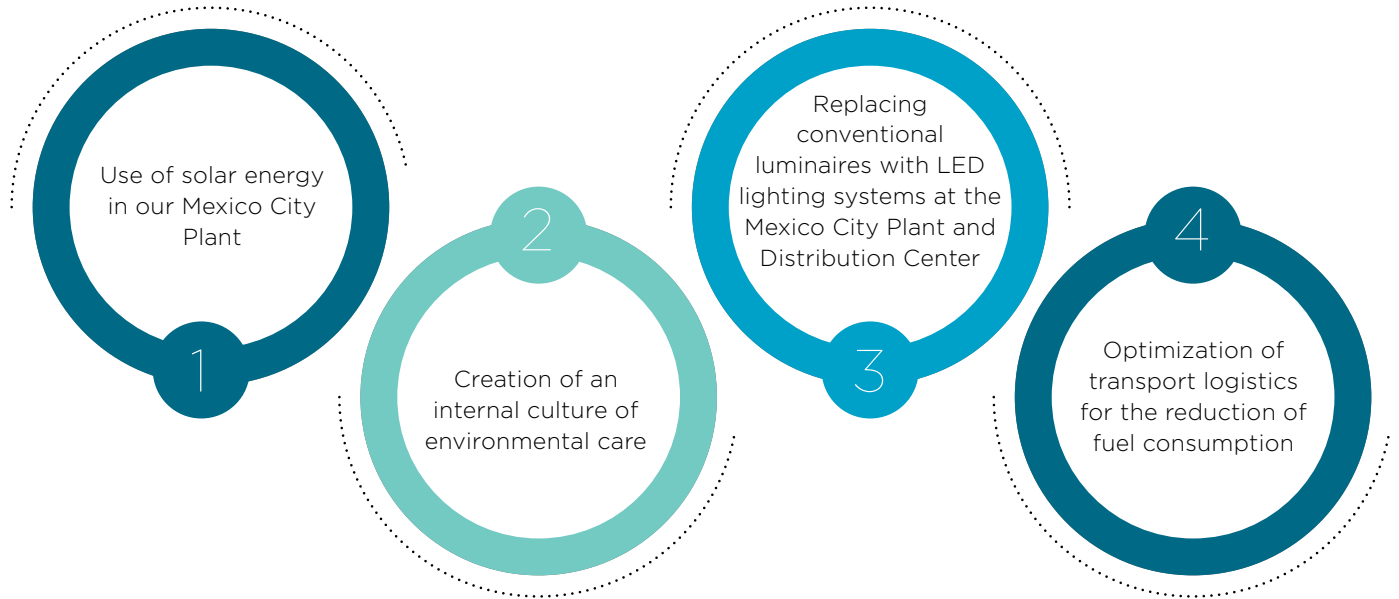 Use of solar energy
in our Mexico City
Plant
1
2
Creation of an
internal culture of
environmental care
Replacing
conventional
luminaires with LED
lighting systems at the
Mexico City Plant and
Distribution Center
3
4
Optimization of
transport logistics
for the reduction of
fuel consumption